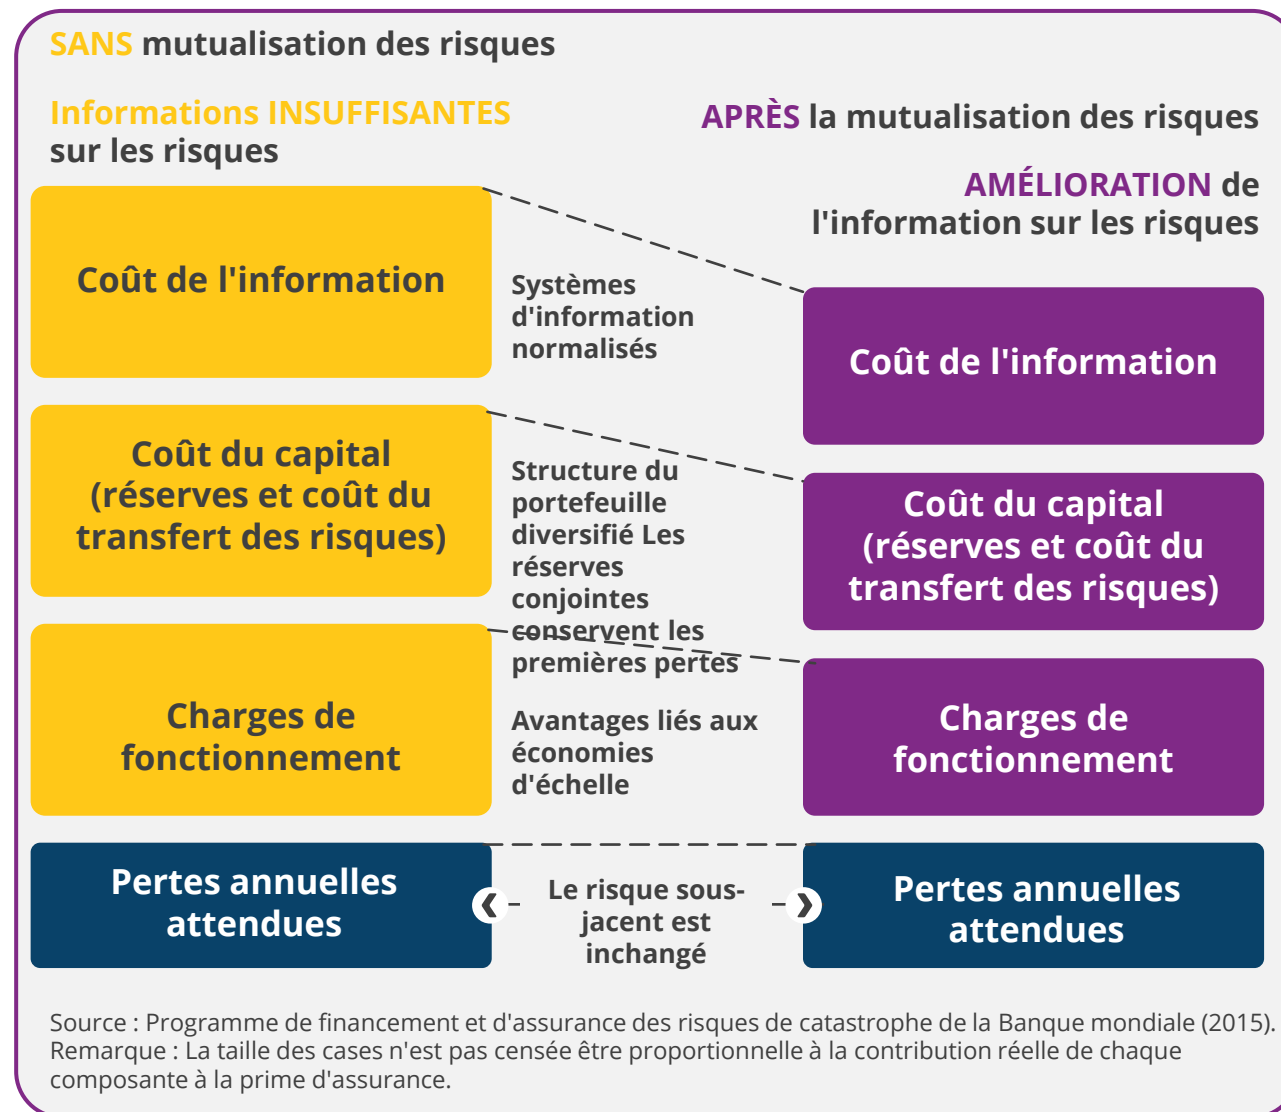 SANS mutualisation des risques
Informations INSUFFISANTES
sur les risques
APRÈS la mutualisation des risques
AMÉLIORATION de
l'information sur les risques
Coût de l'information
Systèmes
d'information
normalisés
Coût de l'information
Coût du capital
(réserves et coût du
transfert des risques)
Structure du
portefeuille
diversifié Les
réserves
conjointes
conservent les
premières pertes
Coût du capital
(réserves et coût du
transfert des risques)
Charges de
fonctionnement
Avantages liés aux
économies
d'échelle
Charges de
fonctionnement
Pertes annuelles
attendues
Le risque sous-
jacent est
inchangé
Pertes annuelles
attendues
Source : Programme de financement et d'assurance des risques de catastrophe de la Banque mondiale (2015).
Remarque : La taille des cases n'est pas censée être proportionnelle à la contribution réelle de chaque
composante à la prime d'assurance.